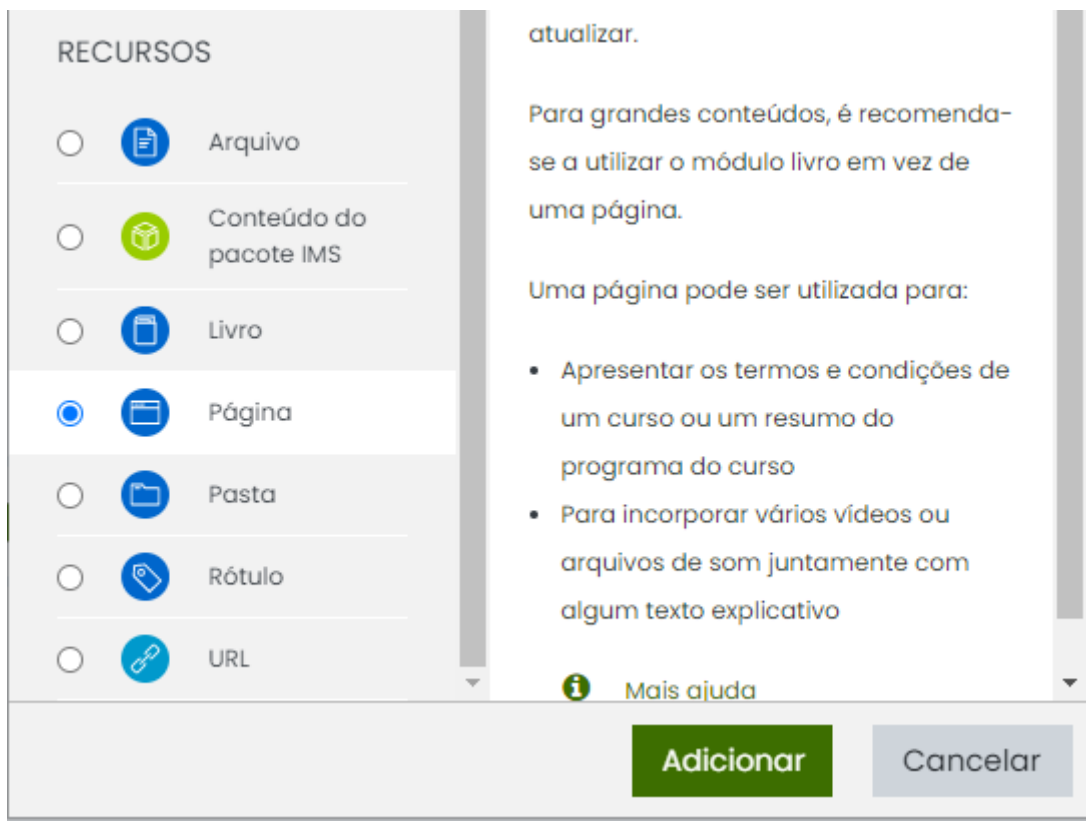 RECURSOS
Arquivo
Conteúdo do
pacote IMS
Livro
Página
Pasta
Rótulo
URL
atualizar.
Para grandes conteúdos, é recomenda-
se a utilizar o módulo livro em vez de
uma página.
Uma página pode ser utilizada para:
• Apresentar os termos e condições de
um curso ou um resumo do
programa do curso
• Para incorporar vários vídeos ou
arquivos de som juntamente com
algum texto explicativo
Mais ajuda
Adicionar
Cancelar